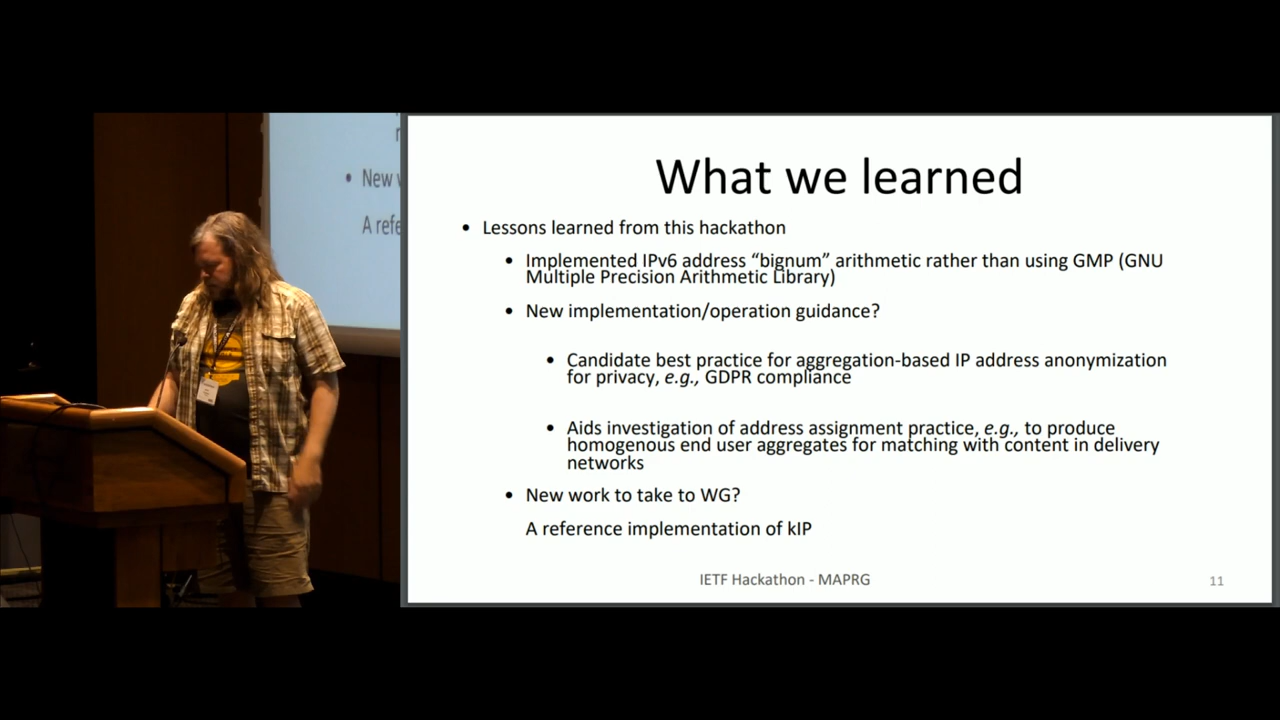 What we learned
• Lessons learned from this hackathon
• Implemented IPv6 address “bignum” arithmetic rather than using GMP (GNU
Multiple Precision Arithmetic Library)
• New implementation/operation guidance?
• Candidate best practice for aggregation-based IP address anonymization
for privacy, e.g., GDPR compliance
• Aids investigation of address assignment practice, e.g., to produce
homogenous end user aggregates for matching with content in delivery
networks
• New work to take to WG?
A reference implementation of kIP
IETF Hackathon - MAPRG
11
• New
A refe